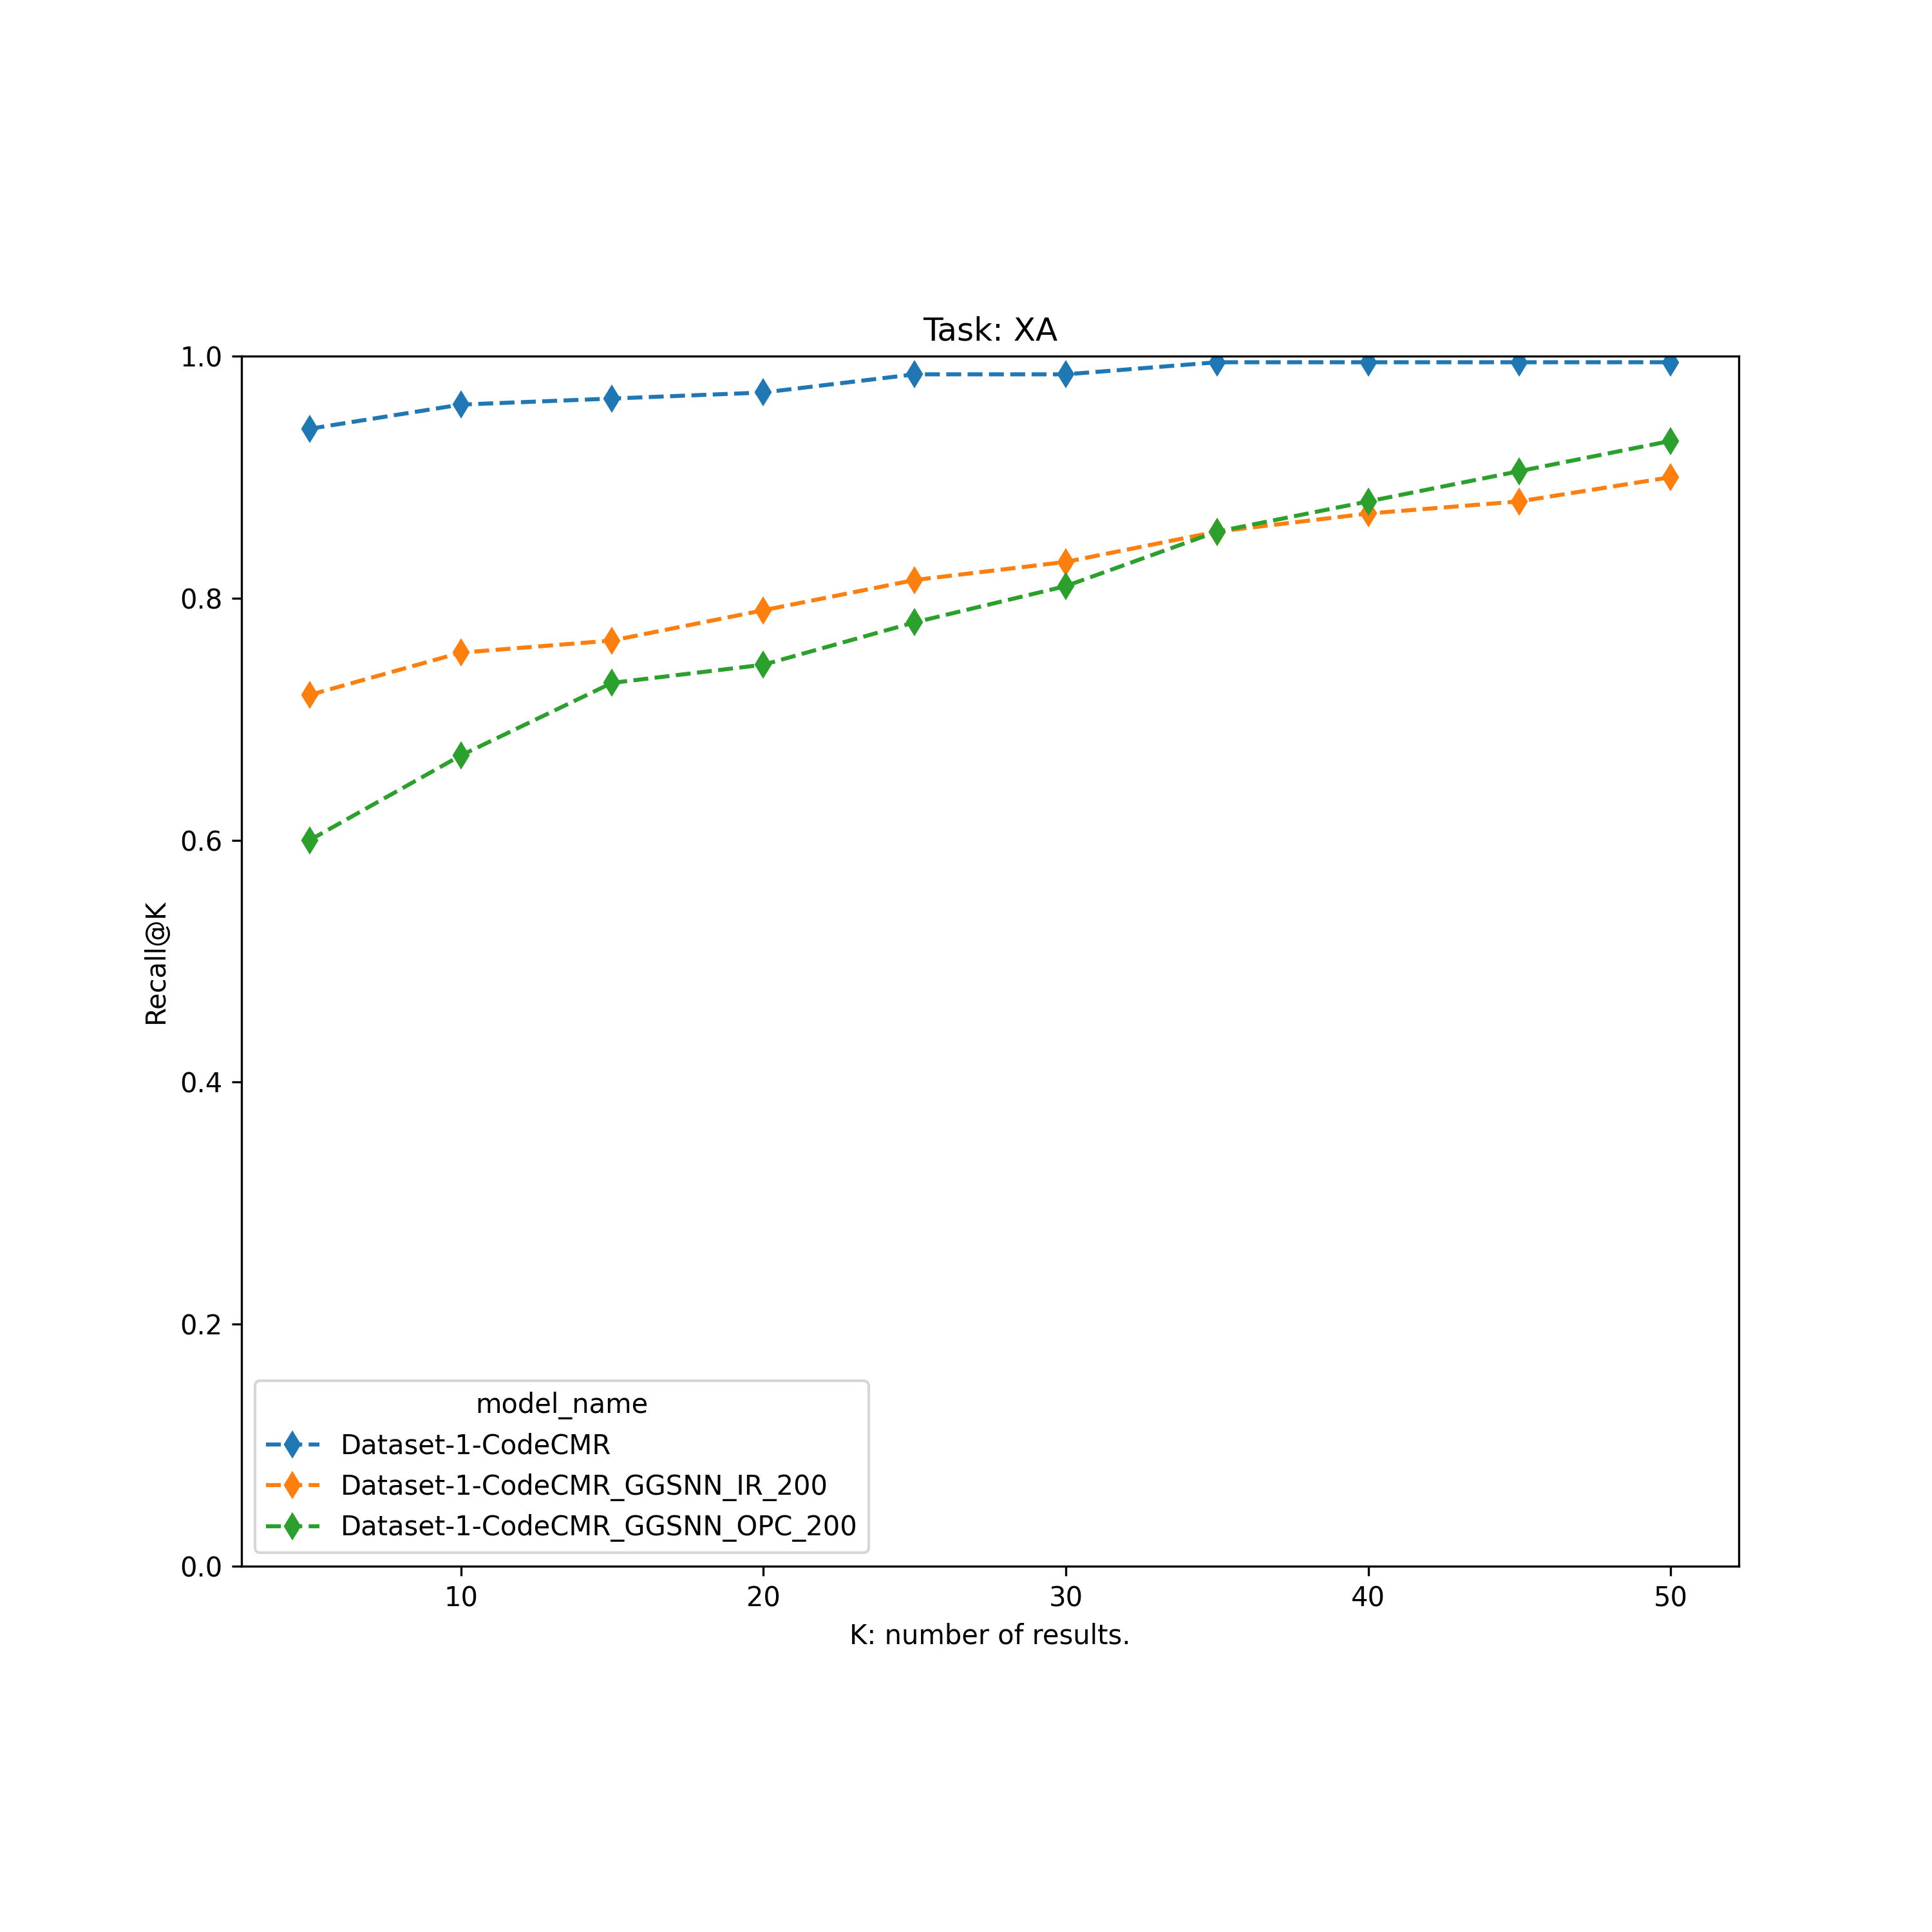 Task: XA
1.0
0.8
0.6
0.4
0.2
0.0
Recall@K
model_name
Dataset-1-CodeCMR
Dataset-1-CodeCMR_GGSNN_IR_200
Dataset-1-CodeCMR_GGSNN_OPC_200
10 20 30 40 50
K: number of results.